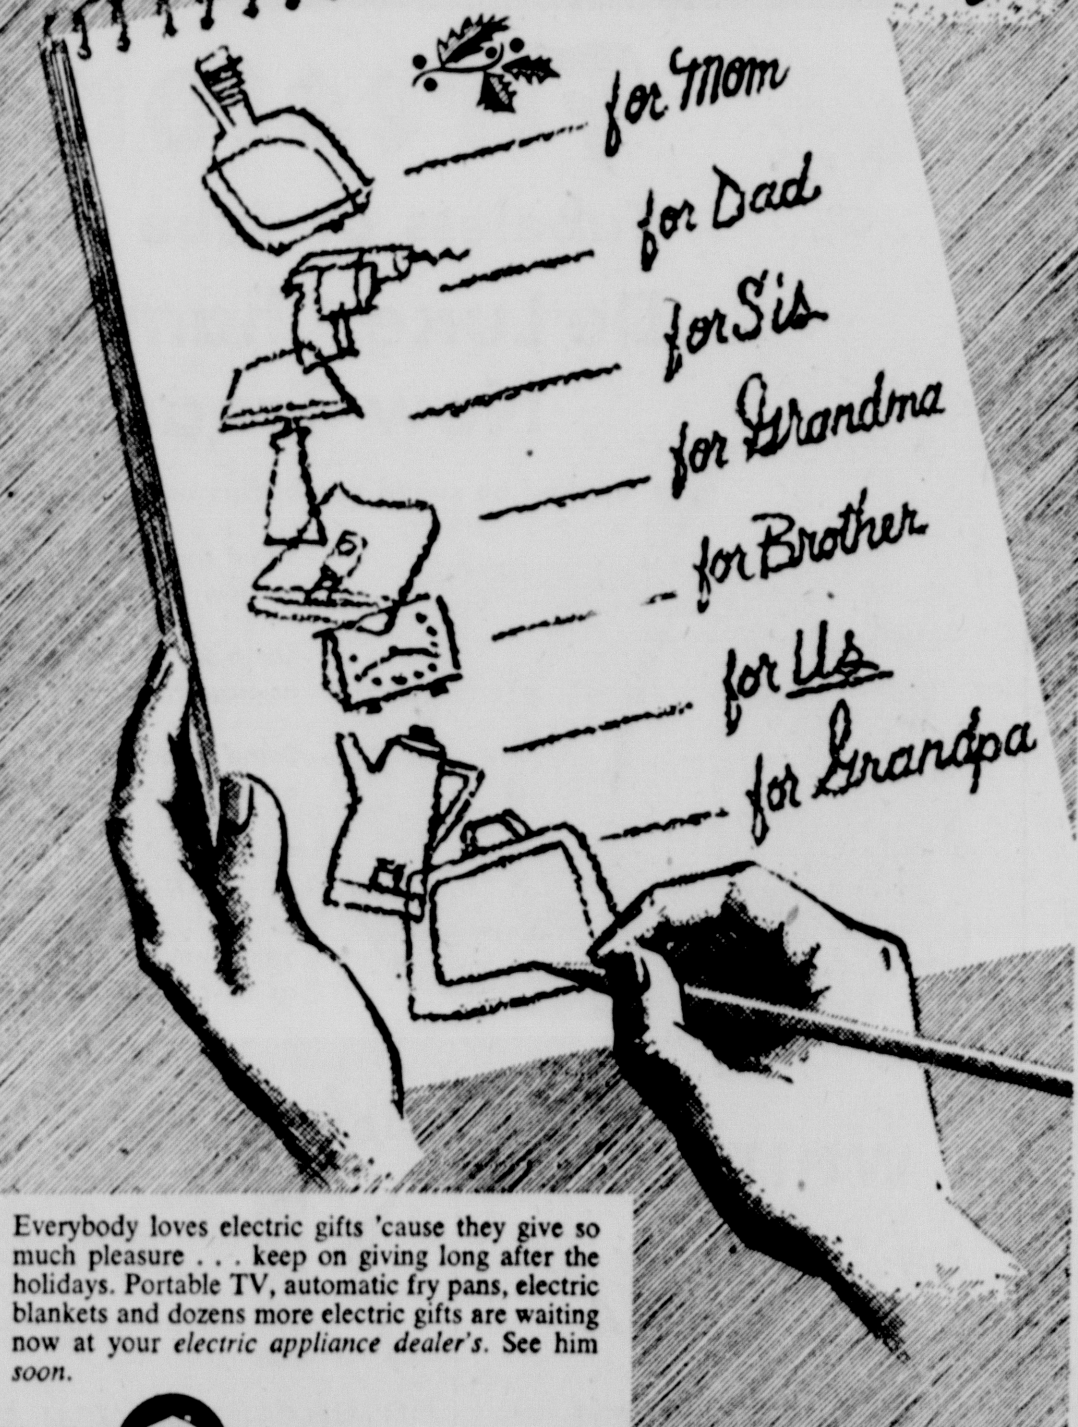 for Mom
for Dad
for Sis
for Grandma
for Brother
for Us
for Grandpa
Everybody loves electric gifts 'cause they give so
much pleasure . . . keep on giving long after the
holidays. Portable TV, automatic fry pans, electric
blankets and dozens more electric gifts are waiting
now at your electric appliance dealer's. See him
soon.